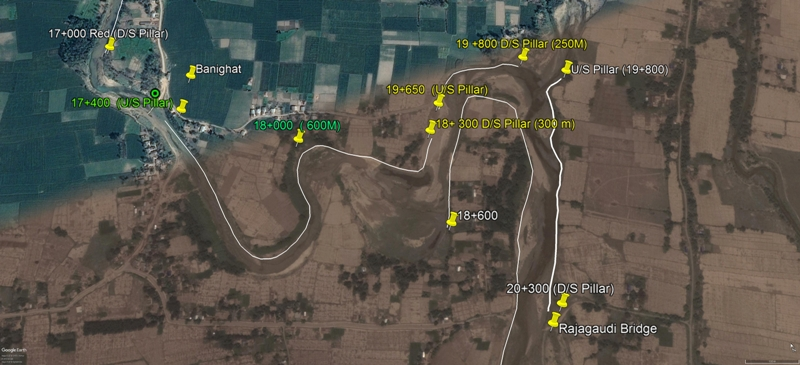 17+000 Red (D/S Pillar)
19 +800 D/S Pillar (250M)
Banighat
U/S Pillar (19+800)
19+650 (U/S Pillar)
17+400 (U/S Pillar)
18+000 ( 600M)
18+ 300 D/S Pillar (300 m)
18+600
20+300 (D/S Pillar)
Rajagaudi Bridge
Google Earth